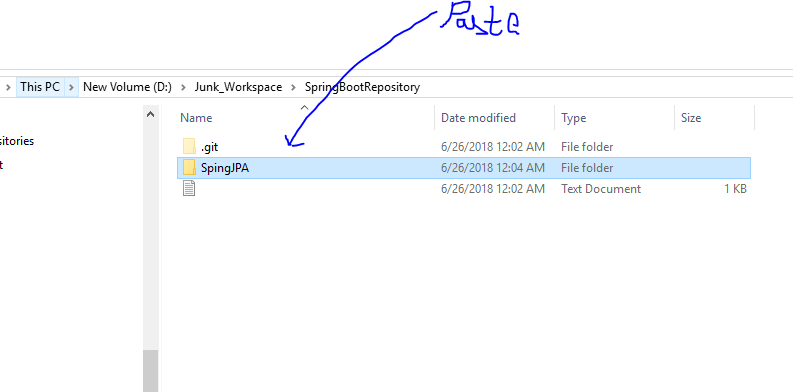 Paste
This PC New Volume (D:) Junk_Workspace SpringBootRepository
Name Date modified Type Size
sitories
.git 6/26/2018 12:02 AM File folder
t
SpingJPA 6/26/2018 12:04 AM File folder
6/26/2018 12:02 AM Text Document 1 KB